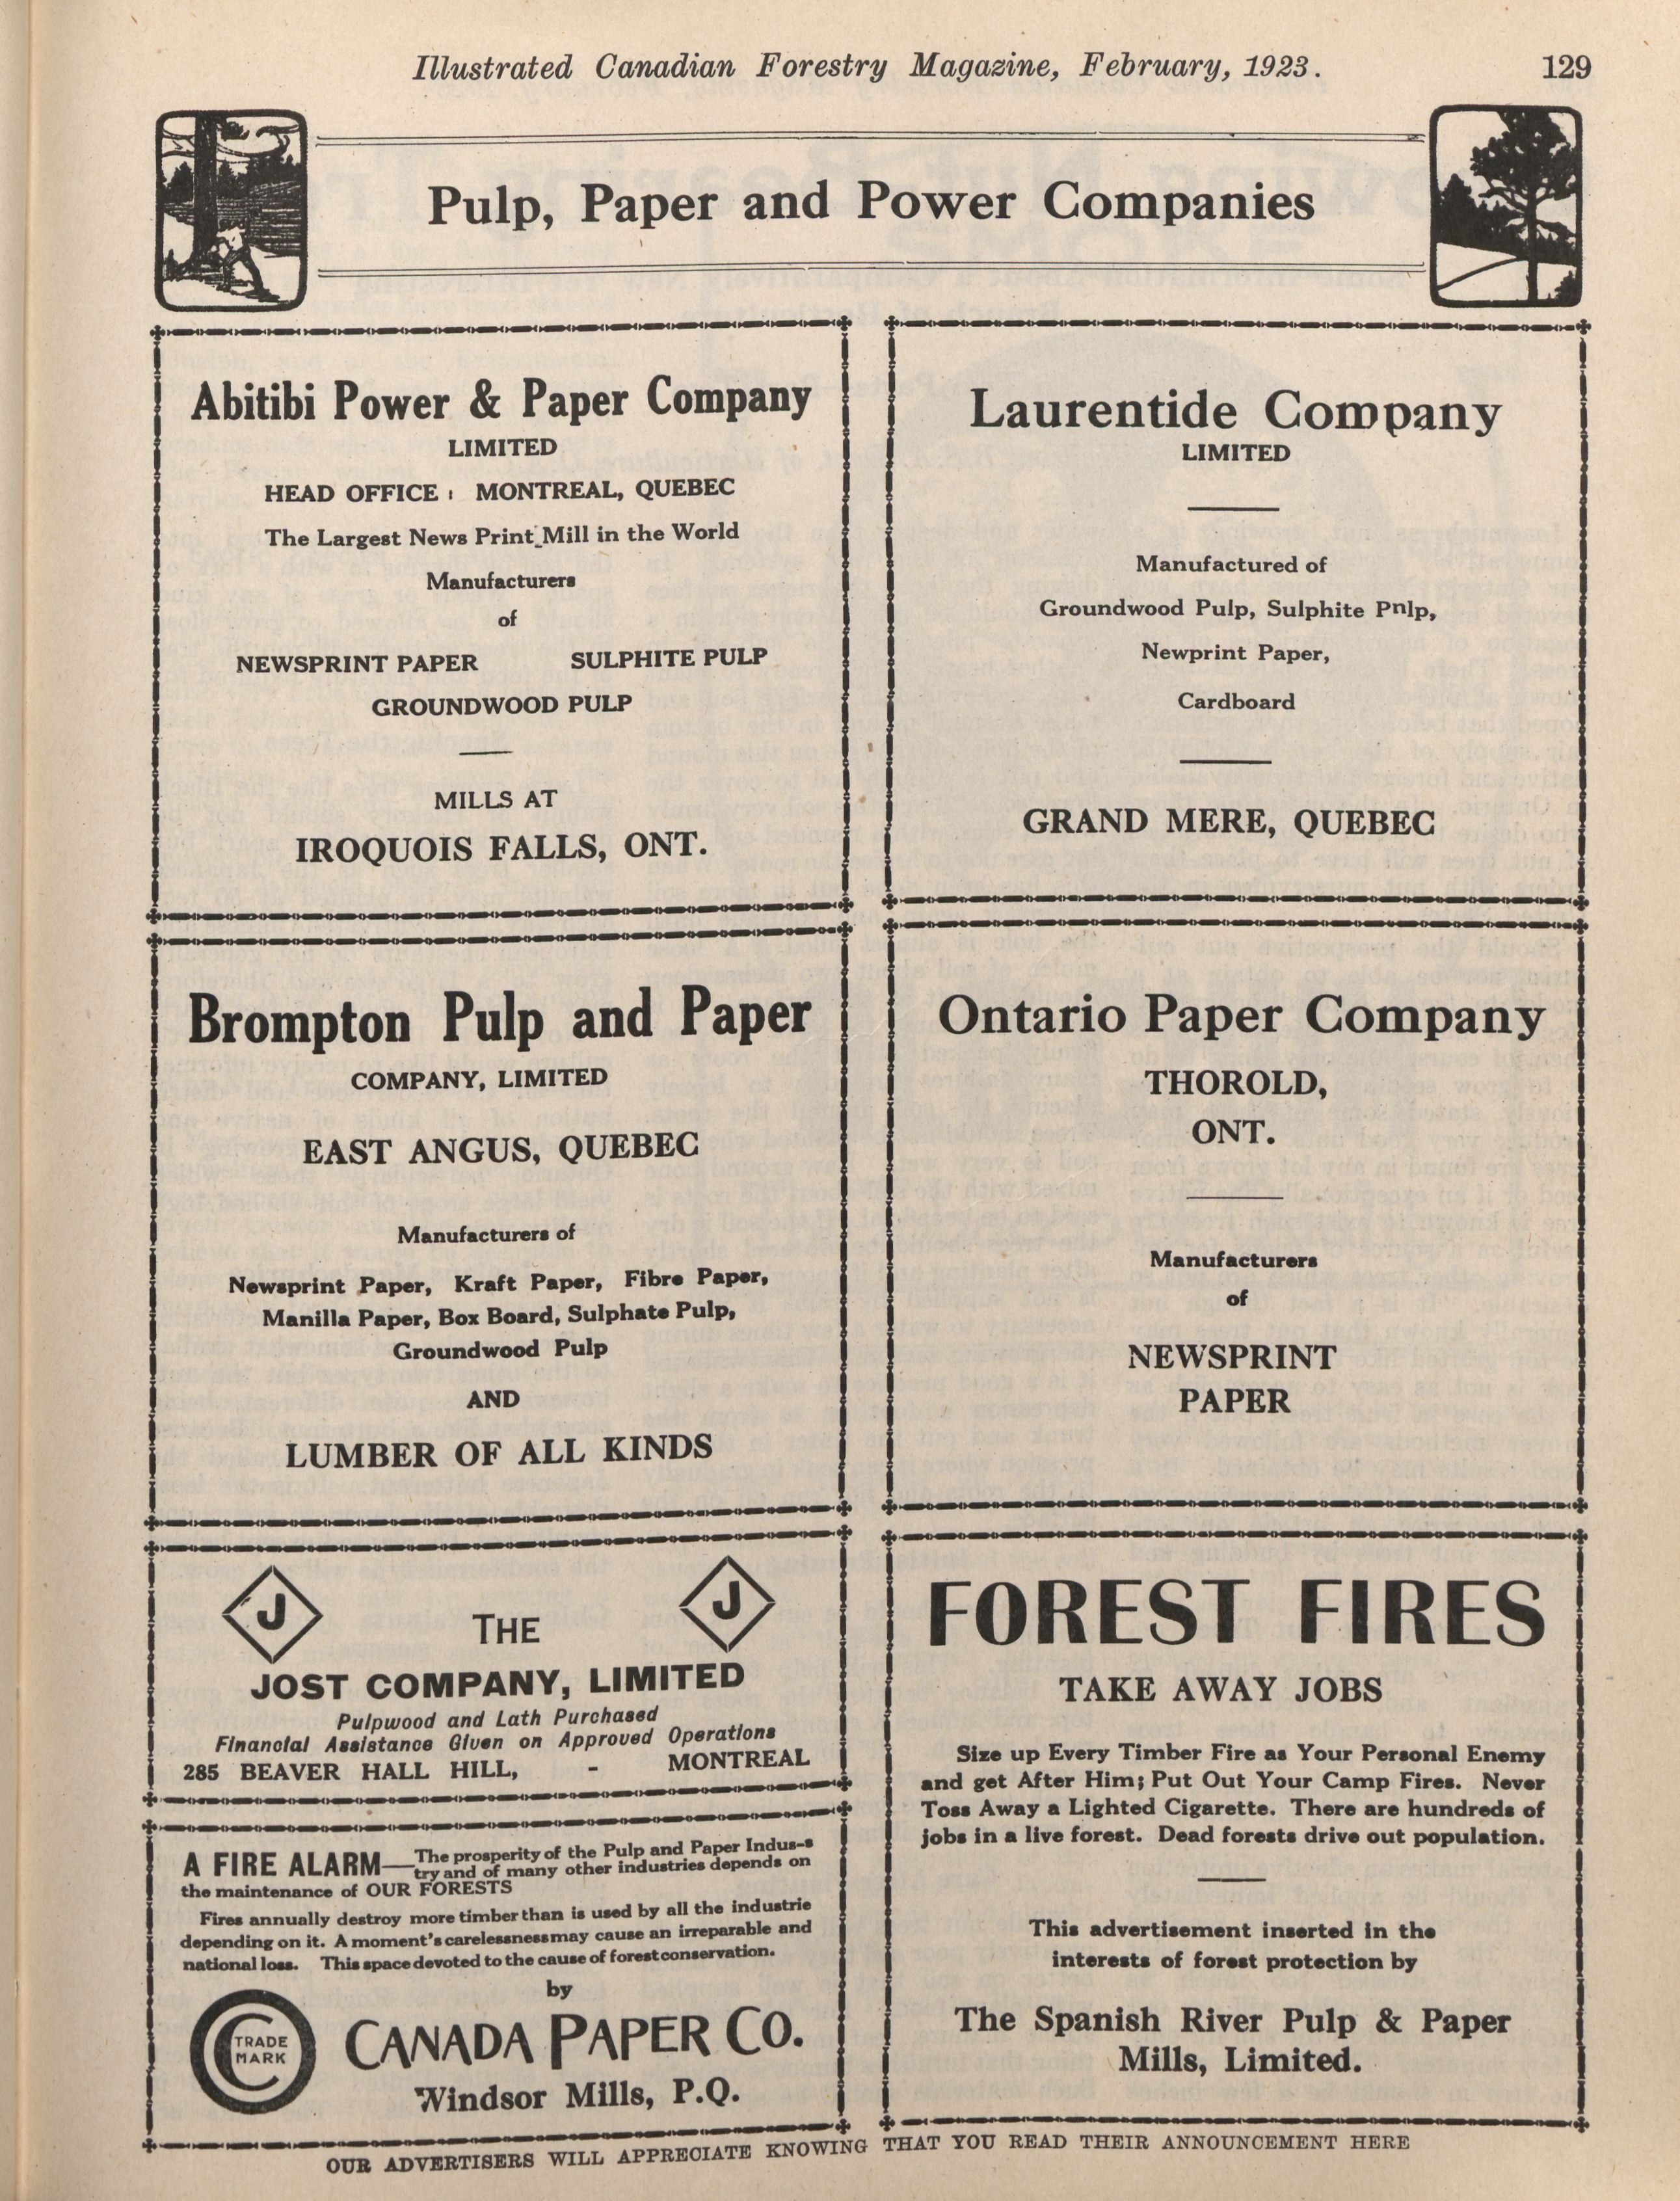 Illustrated Canadian Forestry Magazine, February, 1923.
129
Pulp, Paper and Power Companies
Abitibi Power & Paper Company
LIMITED
HEAD OFFICE : MONTREAL, QUEBEC
The Largest News Print Mill in the World
Manufacturers
of
NEWSPRINT PAPER SULPHITE PULP
GROUNDWOOD PULP
MILLS AT
IROQUOIS FALLS, ONT.
Laurentide Company
LIMITED
Manufactured of
Groundwood Pulp, Sulphite Pnlp,
Newprint Paper,
Cardboard
GRAND MERE, QUEBEC
Brompton Pulp and Paper
COMPANY, LIMITED
EAST ANGUS, QUEBEC
Manufacturers of
Newsprint Paper, Kraft Paper, Fibre Paper,
Manilla Paper, Box Board, Sulphate Pulp,
Groundwood Pulp
AND
LUMBER OF ALL KINDS
Ontario Paper Company
THOROLD,
ONT.
Manufacturers
of
NEWSPRINT
PAPER
J J
THE
JOST COMPANY, LIMITED
Pulpwood and Lath Purchased
Financial Assistance Given on Approved Operations
285 BEAVER HALL HILL, - MONTREAL
A FIRE ALARM—The prosperity of the Pulp and Paper Indus-s
try and of many other industries depends on
the maintenance of OUR FORESTS
Fires annually destroy more timber than is used by all the industrie
depending on it. A moment's carelessness may cause an irreparable and
national loss. This space devoted to the cause of forest conservation.
by
TRADE
MARK
CANADA PAPER CO.
Windsor Mills, P.Q.
FOREST FIRES
TAKE AWAY JOBS
Size up Every Timber Fire as Your Personal Enemy
and get After Him; Put Out Your Camp Fires. Never
Toss Away a Lighted Cigarette. There are hundreds of
jobs in a live forest. Dead forests drive out population.
This advertisement inserted in the
interests of forest protection by
The Spanish River Pulp & Paper
Mills, Limited.
OUR ADVERTISERS WILL APPRECIATE KNOWING THAT YOU READ THEIR ANNOUNCEMENT HERE